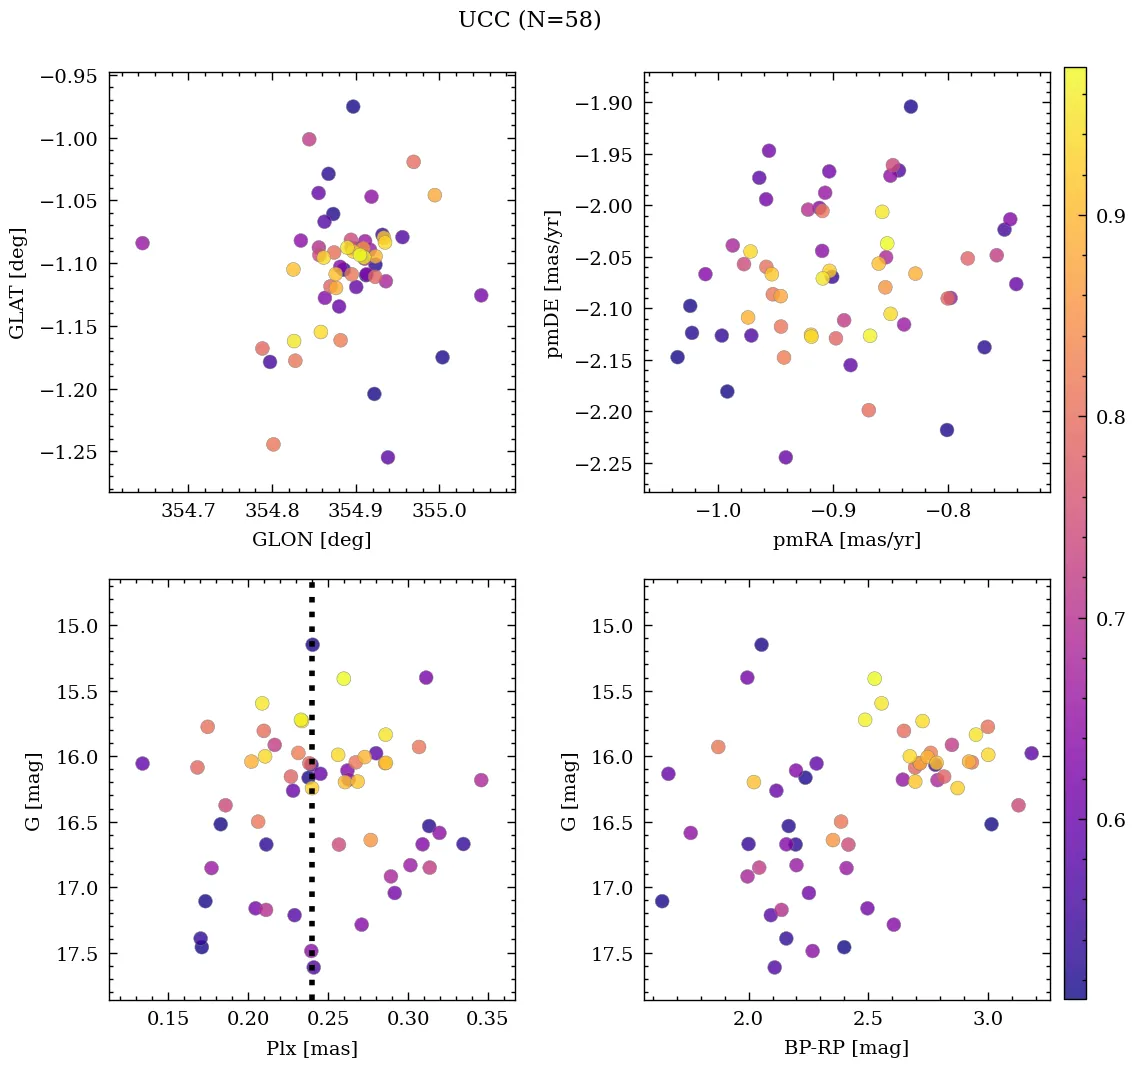 UCC (N=58)
−0.95
−1.00
−1.05
−1.10
−1.15
−1.20
−1.25
GLAT [deg]
354.7 354.8 354.9 355.0
GLON [deg]
−1.90
−1.95
−2.00
−2.05
−2.10
−2.15
−2.20
−2.25
pmDE [mas/yr]
−1.0 −0.9 −0.8
pmRA [mas/yr]
15.0
15.5
16.0
16.5
17.0
17.5
G [mag]
0.15 0.20 0.25 0.30 0.35
Plx [mas]
15.0
15.5
16.0
16.5
17.0
17.5
G [mag]
2.0 2.5 3.0
BP-RP [mag]
0.9
0.8
0.7
0.6